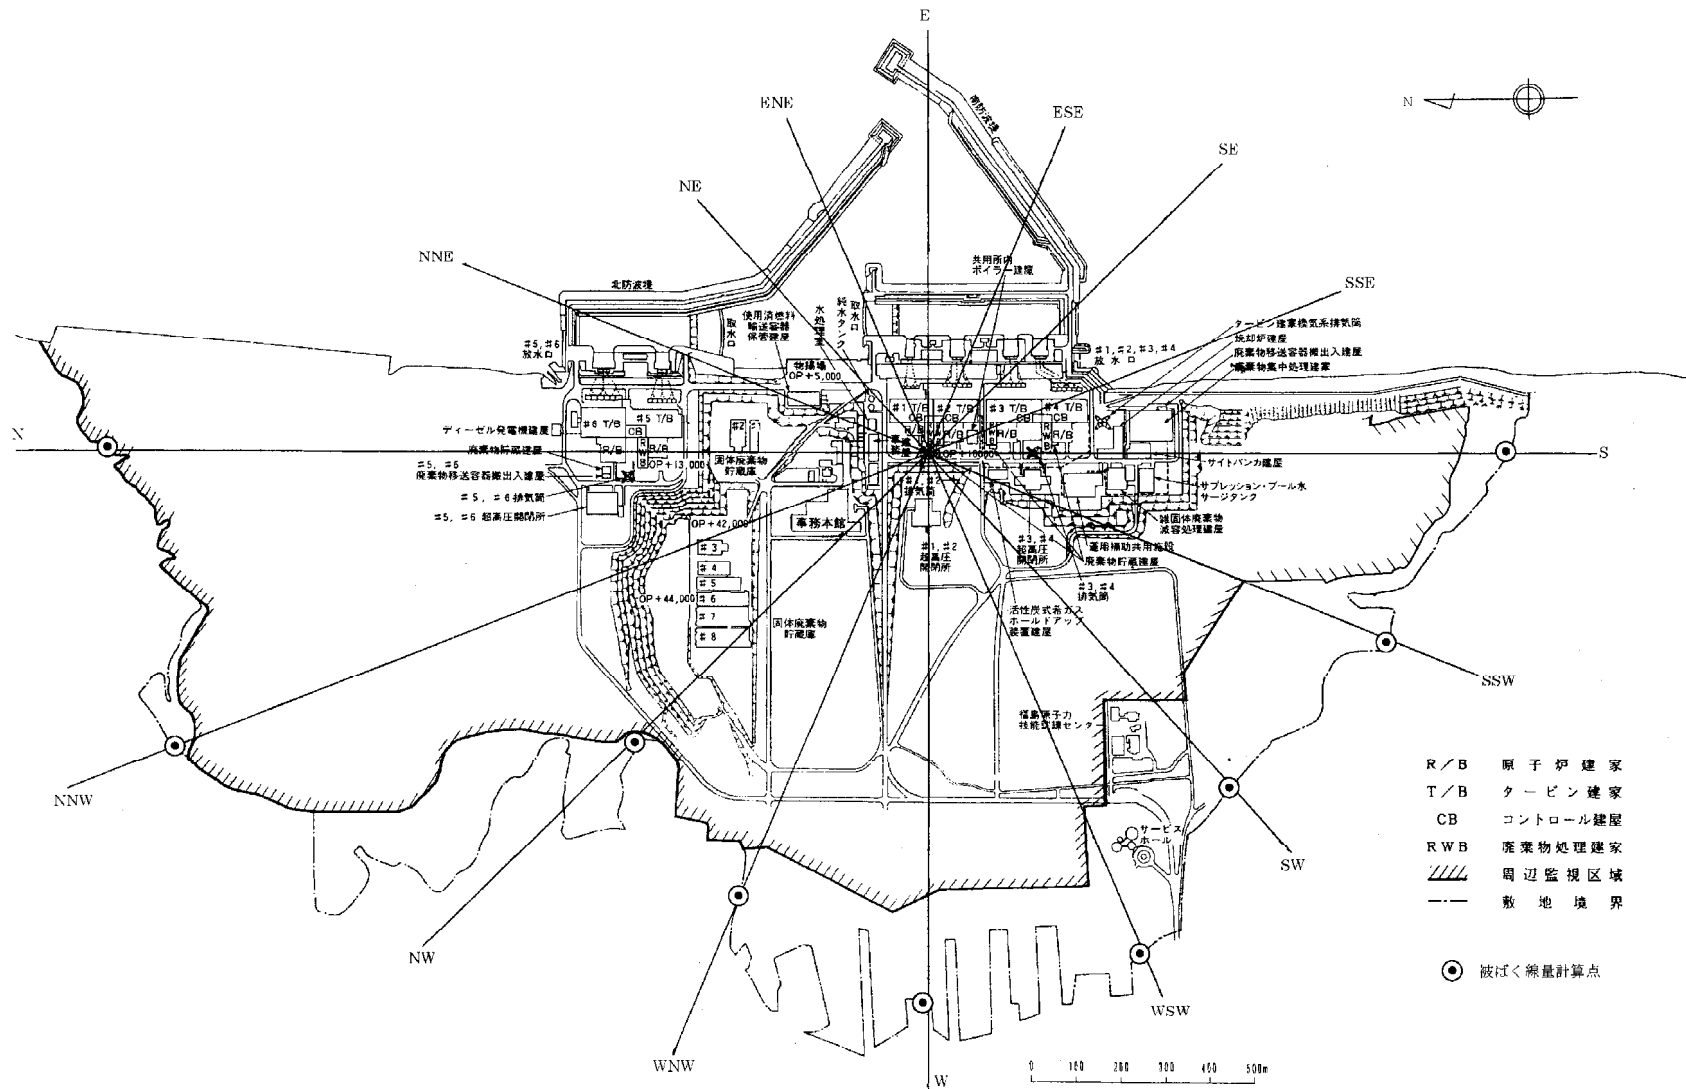 E
ENE
ESE
SE
NE
NNE
SSE
N
N
S
南防波堤
北防波堤
共用所内
ボイラー建屋
取水口
純水タンク
水処理室
取水口
使用済燃料
輸送容器
保管建屋
物揚場
OP+5,000
#5, #6
放水口
#1, #2, #3, #4
放水口
タービン建家換気系排気筒
焼却炉建屋
廃棄物移送容器搬出入建屋
廃棄物集中処理建家
#6 T/B
#5 T/B
CB
R/B
RWB
R/B
#1 T/B
#2 T/B
#3 T/B
#4 T/B
CB
CB
CB
R/B
R/B
RWB
R/B
ディーゼル発電機建屋
廃棄物貯蔵建屋
#5, #6
廃棄物移送容器搬出入建屋
#5, #6排気筒
#5, #6 超高圧開閉所
OP+13,000
#2
固体廃棄物
貯蔵庫
OP+10000
#1, #2
排気筒
サイトバンカ建屋
サプレッション・プール水
サージタンク
雑固体廃棄物
減容処理建屋
運用補助共用施設
廃棄物貯蔵建屋
OP+42,000
事務本館
#1, #2
超高圧
開閉所
#3, #4
超高圧
開閉所
#3, #4
排気筒
活性炭式希ガス
ホールドアップ
装置建屋
#3
#4
#5
#6
#7
#8
OP+44,000
固体廃棄物
貯蔵庫
福島原子力
技能訓練センター
サービス
ホール
SSW
SW
WSW
W
WNW
NW
NNW
R/B 原子炉建家
T/B タービン建家
CB コントロール建屋
RWB 廃棄物処理建家
周辺監視区域
敷地境界
被ばく線量計算点
0 100 200 300 400 500m